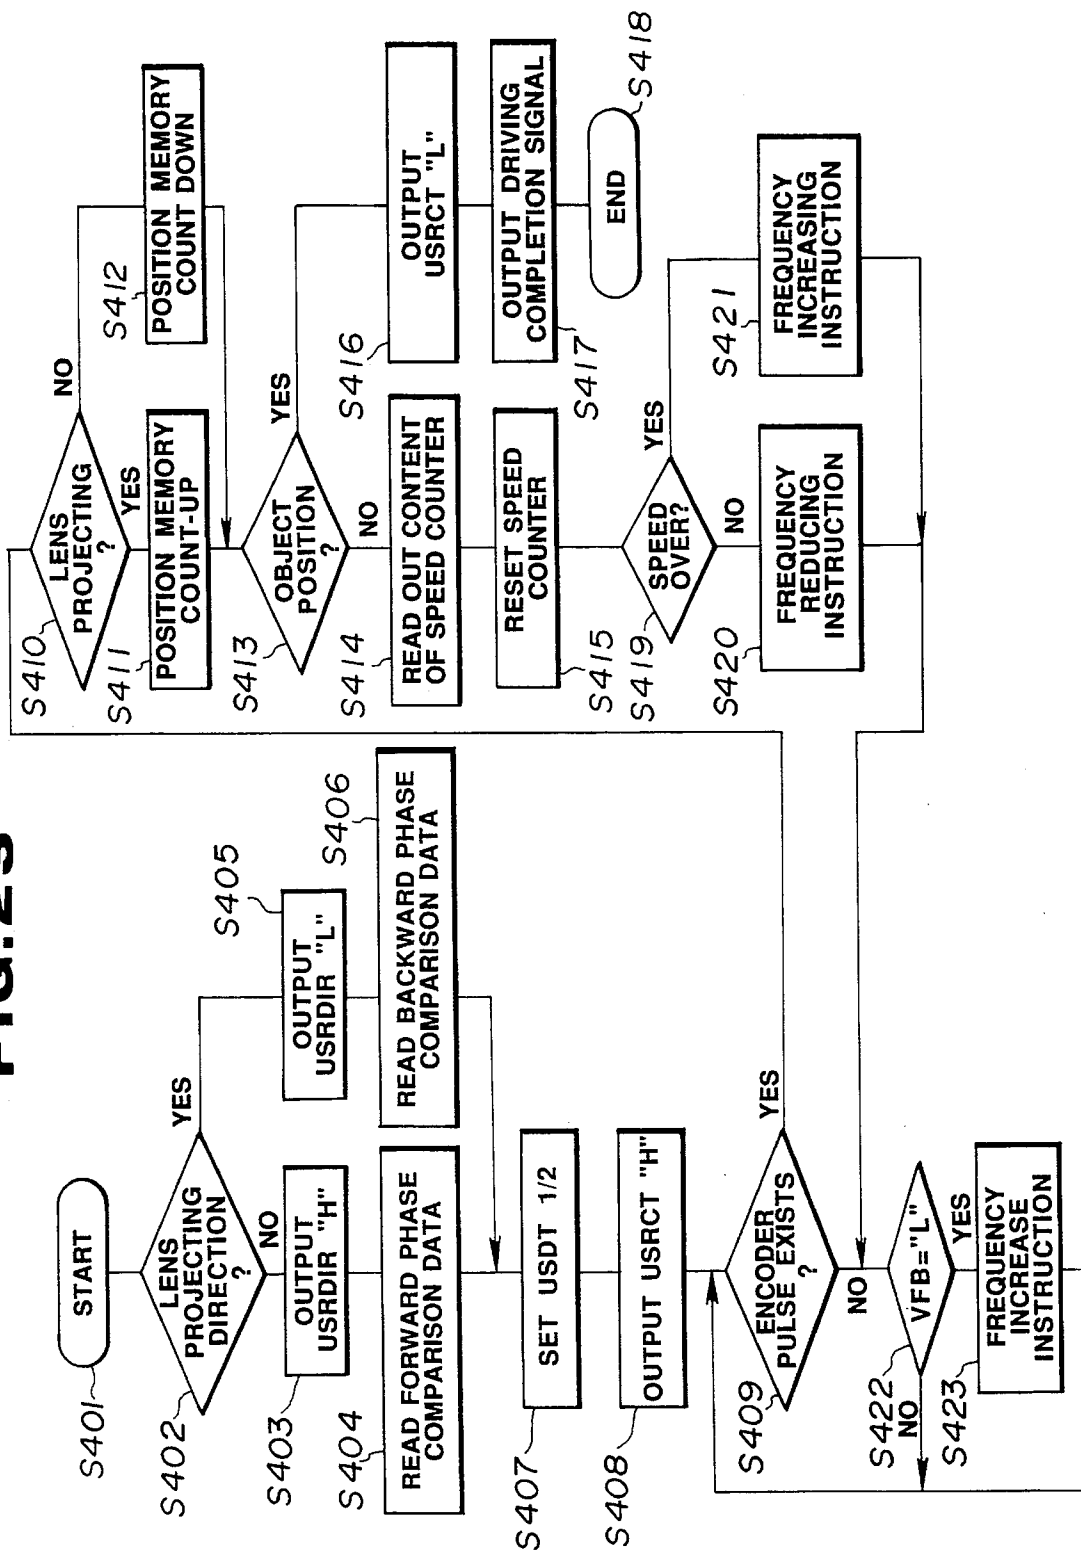 FIG.23
START
S401
LENS
PROJECTING
DIRECTION
?
YES
NO
S402
OUTPUT
USRDIR "H"
S403
READ FORWARD PHASE
COMPARISON DATA
S404
OUTPUT
USRDIR "L"
S405
READ BACKWARD PHASE
COMPARISON DATA
S406
SET USDT 1/2
S407
OUTPUT USRCT "H"
S408
ENCODER
PULSE EXISTS
?
YES
NO
S409
VFB="L"
S422
NO
YES
FREQUENCY
INCREASE
INSTRUCTION
S423
LENS
PROJECTING
?
NO
YES
S410
POSITION MEMORY
COUNT-UP
S411
POSITION MEMORY
COUNT DOWN
S412
OBJECT
POSITION
?
YES
NO
S413
READ OUT CONTENT
OF SPEED COUNTER
S414
RESET SPEED
COUNTER
S415
OUTPUT
USRCT "L"
S416
OUTPUT DRIVING
COMPLETION SIGNAL
S417
END
S418
SPEED
OVER?
YES
NO
S419
FREQUENCY
REDUCING
INSTRUCTION
S420
FREQUENCY
INCREASING
INSTRUCTION
S421